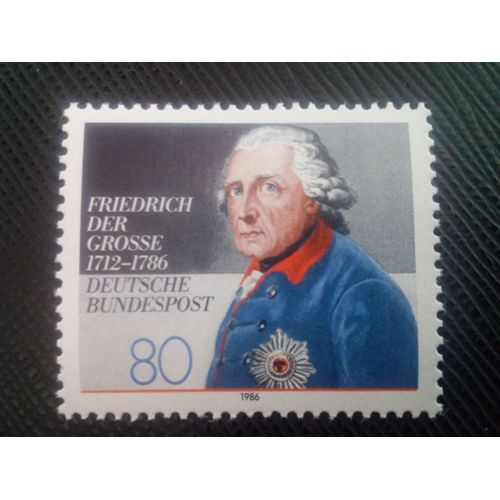 FRIEDRICH
DER
GROSSE
1712–1786
DEUTSCHE
BUNDESPOST
80
1986